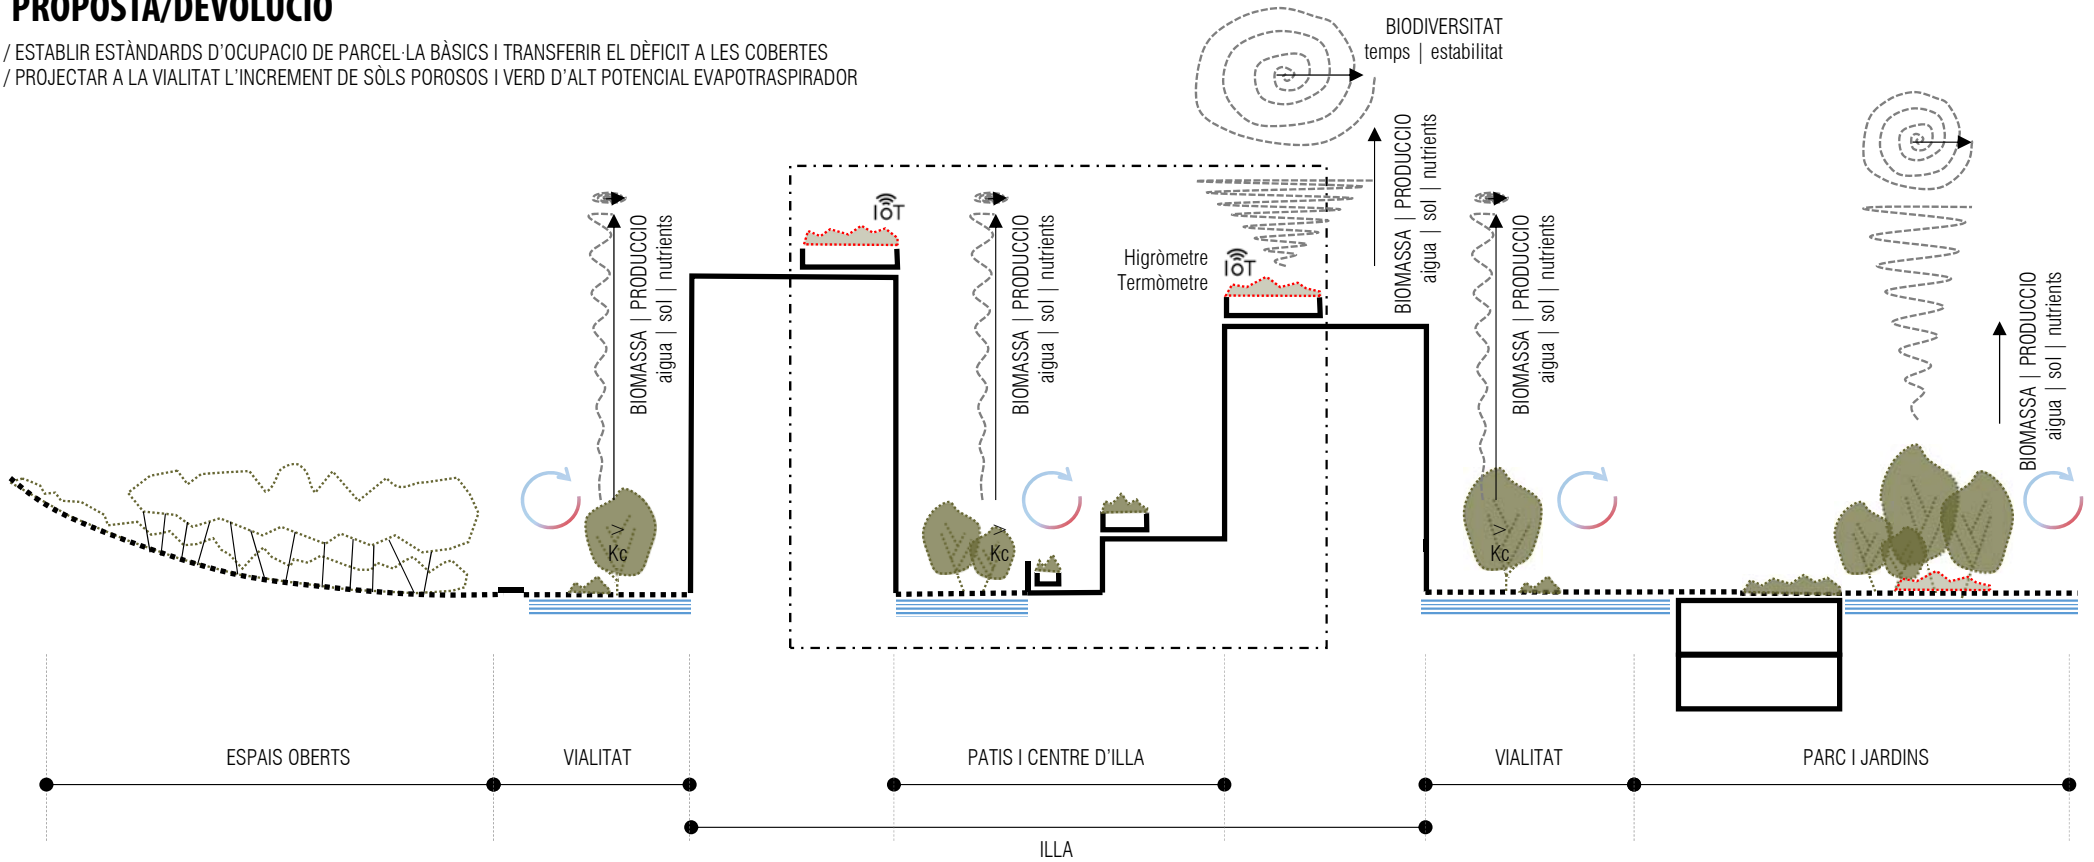 PROPOSTA/DEVOLUCIÓ
/ ESTABLIR ESTÀNDARDS D'OCUPACIO DE PARCEL·LA BÀSICS I TRANSFERIR EL DÈFICIT A LES COBERTES
/ PROJECTAR A LA VIALITAT L'INCREMENT DE SÒLS POROSOS I VERD D'ALT POTENCIAL EVAPOTRASPIRADOR
BIODIVERSITAT
temps | estabilitat
BIOMASSA | PRODUCCIO
aigua | sol | nutrients
IoT
BIOMASSA | PRODUCCIO
aigua | sol | nutrients
Higròmetre
Termòmetre
IoT
BIOMASSA | PRODUCCIO
aigua | sol | nutrients
BIOMASSA | PRODUCCIO
aigua | sol | nutrients
BIOMASSA | PRODUCCIO
aigua | sol | nutrients
> Kc
> Kc
> Kc
ESPAIS OBERTS
VIALITAT
PATIS I CENTRE D'ILLA
VIALITAT
PARC I JARDINS
ILLA